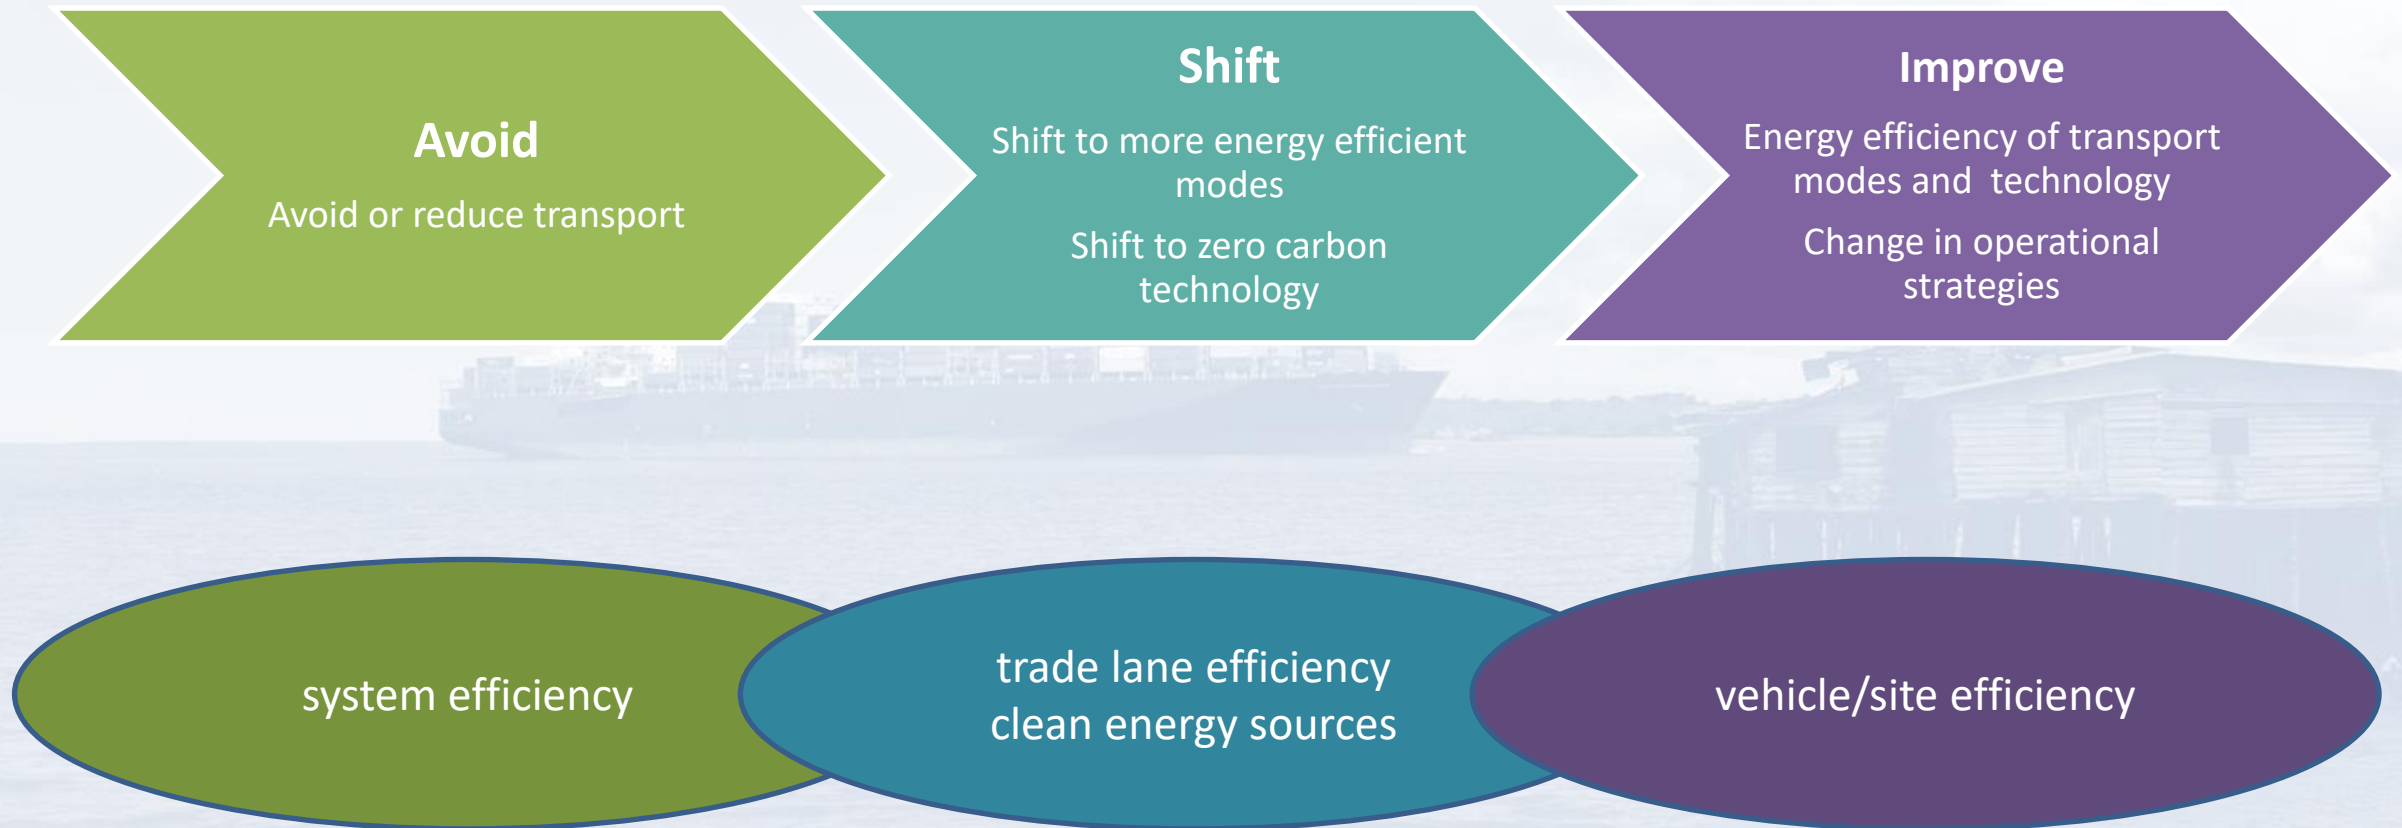 Avoid
Avoid or reduce transport
Shift
Shift to more energy efficient
modes
Shift to zero carbon
technology
Improve
Energy efficiency of transport
modes and  technology
Change in operational
strategies
system efficiency
trade lane efficiency
clean energy sources
vehicle/site efficiency